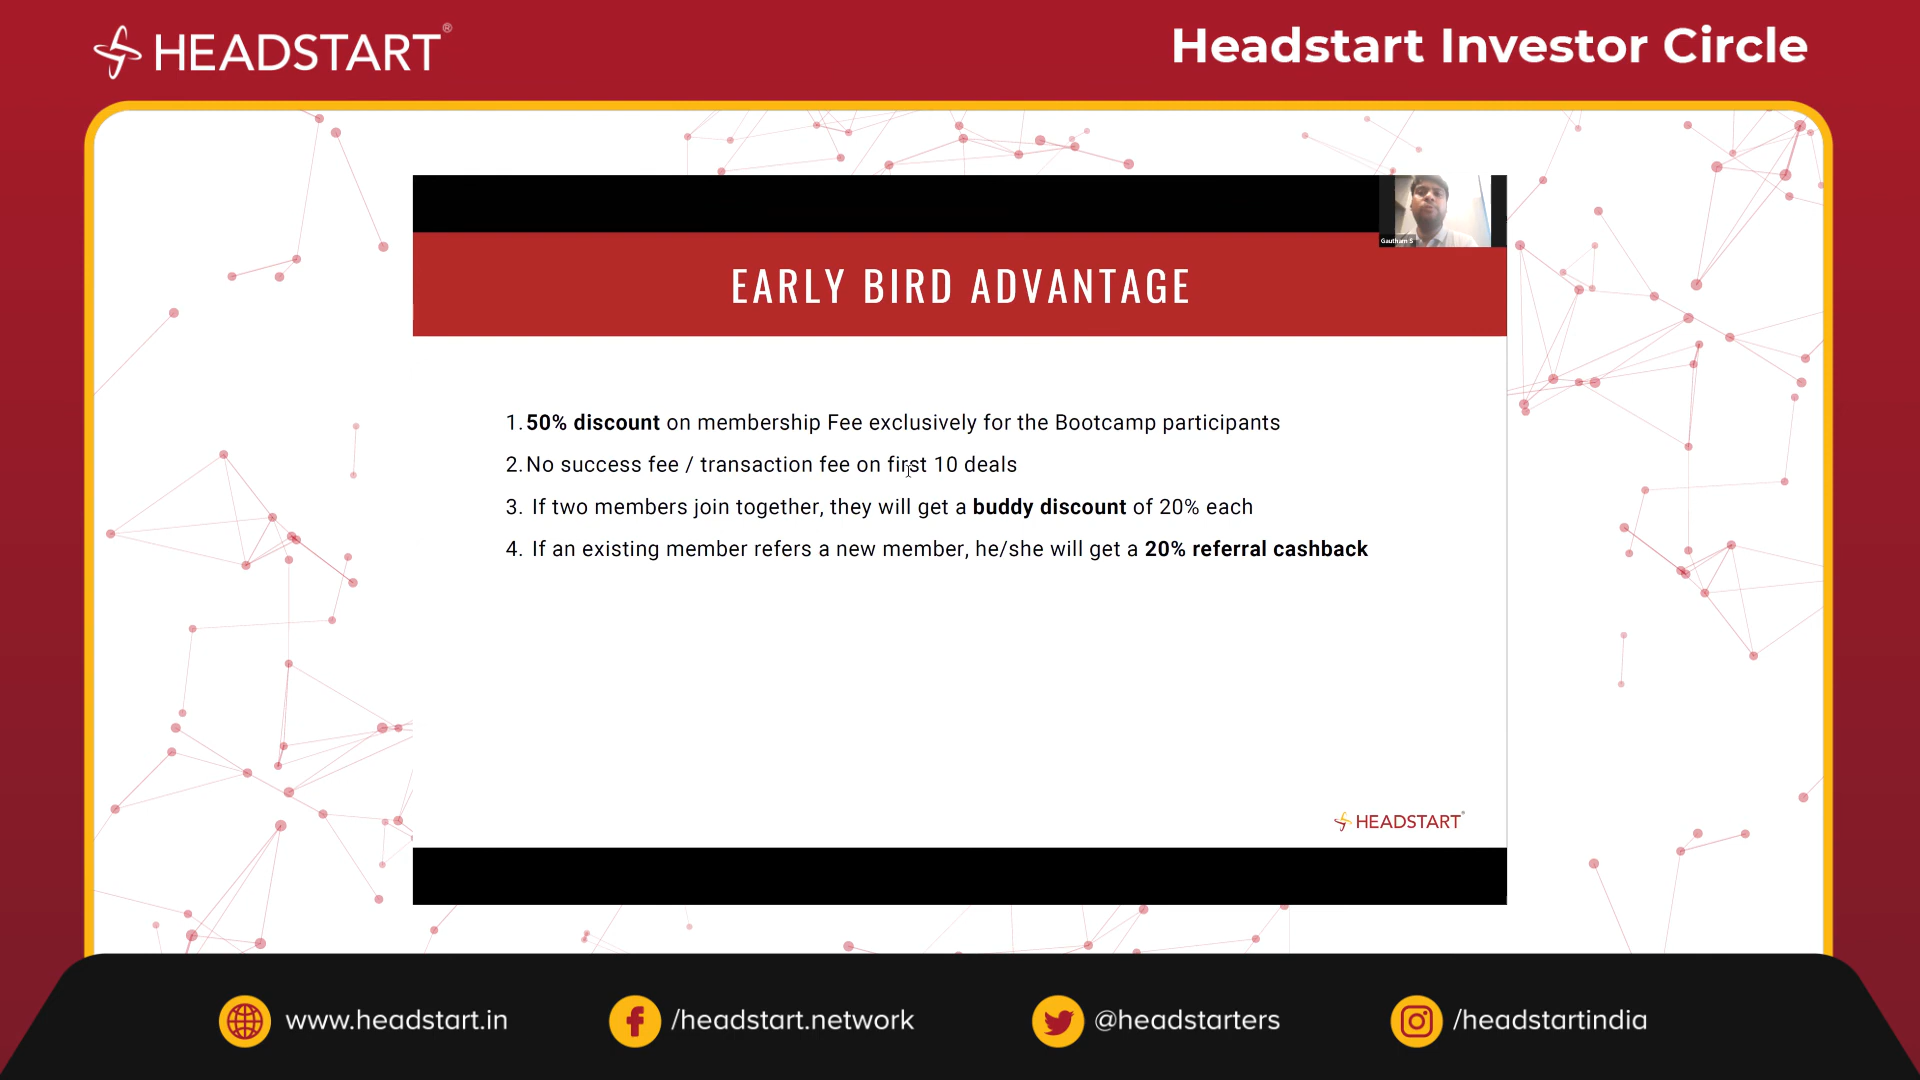 HEADSTART®
Headstart Investor Circle
Gautham S
EARLY BIRD ADVANTAGE
1. 50% discount on membership Fee exclusively for the Bootcamp participants
2. No success fee / transaction fee on first 10 deals
3. If two members join together, they will get a buddy discount of 20% each
4. If an existing member refers a new member, he/she will get a 20% referral cashback
HEADSTART®
www.headstart.in
/headstart.network
@headstarters
/headstartindia